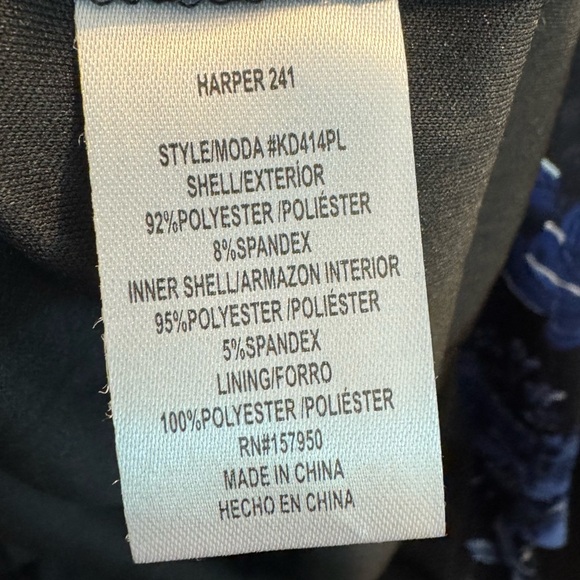 HARPER 241
STYLE/MODA #KD414PL
SHELL/EXTERÍOR
92%POLYESTER /POLIÉSTER
8%SPANDEX
INNER SHELL/ARMAZON INTERIOR
95%POLYESTER /POLIÉSTER
5%SPANDEX
LINING/FORRO
100%POLYESTER /POLIÉSTER
RN#157950
MADE IN CHINA
HECHO EN CHINA